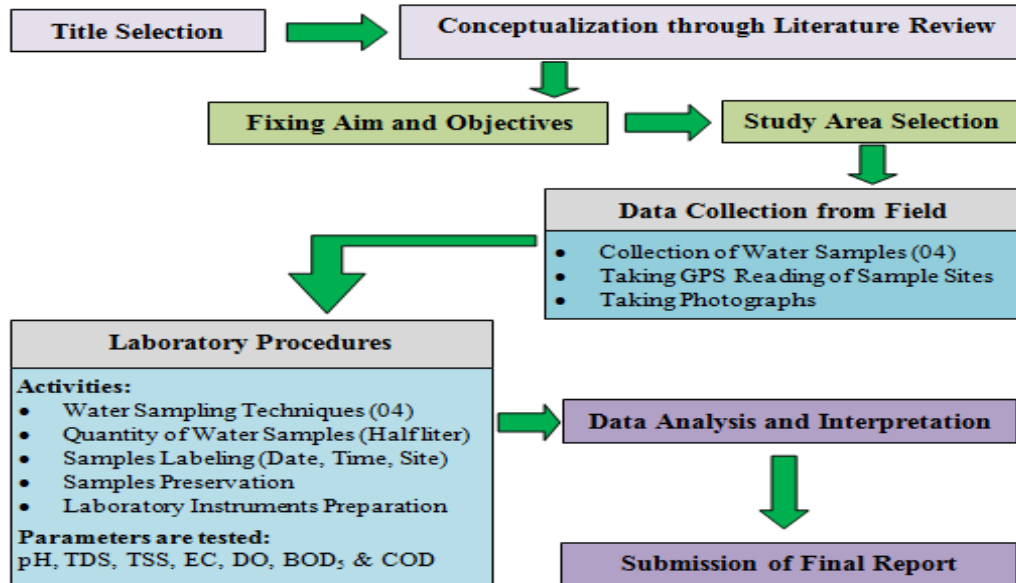 Title Selection
Conceptualization through Literature Review
Fixing Aim and Objectives
Study Area Selection
Data Collection from Field
• Collection of Water Samples (04)
• Taking GPS Reading of Sample Sites
• Taking Photographs
Laboratory Procedures
Activities:
• Water Sampling Techniques (04)
• Quantity of Water Samples (Half liter)
• Samples Labeling (Date, Time, Site)
• Samples Preservation
• Laboratory Instruments Preparation
Parameters are tested:
pH, TDS, TSS, EC, DO, BOD₅ & COD
Data Analysis and Interpretation
Submission of Final Report